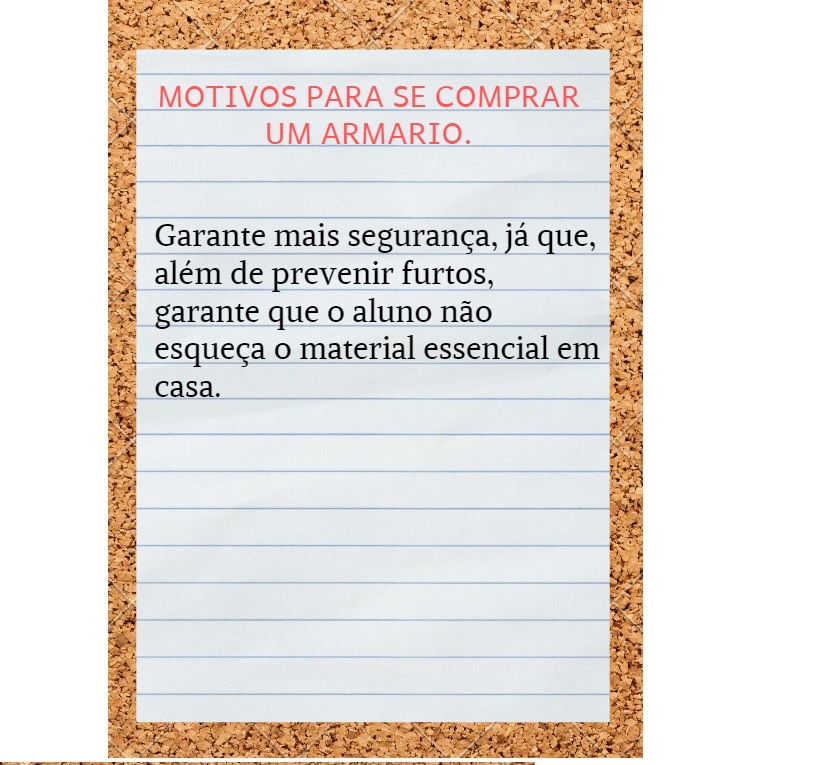 MOTIVOS PARA SE COMPRAR
UM ARMARIO.
Garante mais segurança, já que,
além de prevenir furtos,
garante que o aluno não
esqueça o material essencial em
casa.